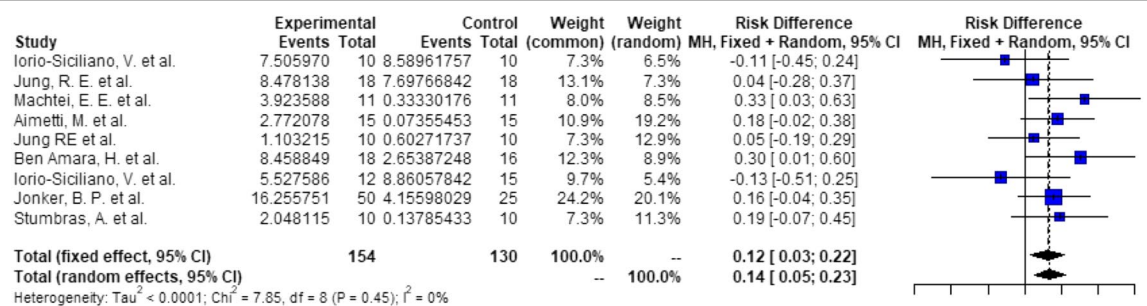 Experimental Control Weight Weight Risk Difference Risk Difference
Study Events Total Events Total (common) (random) MH, Fixed + Random, 95% CI MH, Fixed + Random, 95% CI
Iorio-Siciliano, V. et al. 7.505970 10 8.58961757 10 7.3% 6.5% -0.11 [-0.45; 0.24]
Jung, R. E. et al. 8.478138 18 7.69766842 18 13.1% 7.3% 0.04 [-0.28; 0.37]
Machtei, E. E. et al. 3.923588 11 0.33330176 11 8.0% 8.5% 0.33 [ 0.03; 0.63]
Aimetti, M. et al. 2.772078 15 0.07355453 15 10.9% 19.2% 0.18 [-0.02; 0.38]
Jung RE et al. 1.103215 10 0.60271737 10 7.3% 12.9% 0.05 [-0.19; 0.29]
Ben Amara, H. et al. 8.458849 18 2.65387248 16 12.3% 8.9% 0.30 [ 0.01; 0.60]
Iorio-Siciliano, V. et al. 5.527586 12 8.86057842 15 9.7% 5.4% -0.13 [-0.51; 0.25]
Jonker, B. P. et al. 16.255751 50 4.15598029 25 24.2% 20.1% 0.16 [-0.04; 0.35]
Stumbras, A. et al. 2.048115 10 0.13785433 10 7.3% 11.3% 0.19 [-0.07; 0.45]
Total (fixed effect, 95% CI) 154 130 100.0% -- 0.12 [ 0.03; 0.22]
Total (random effects, 95% CI) -- 100.0% 0.14 [ 0.05; 0.23]
Heterogeneity: Tau² < 0.0001; Chi² = 7.85, df = 8 (P = 0.45); I² = 0%